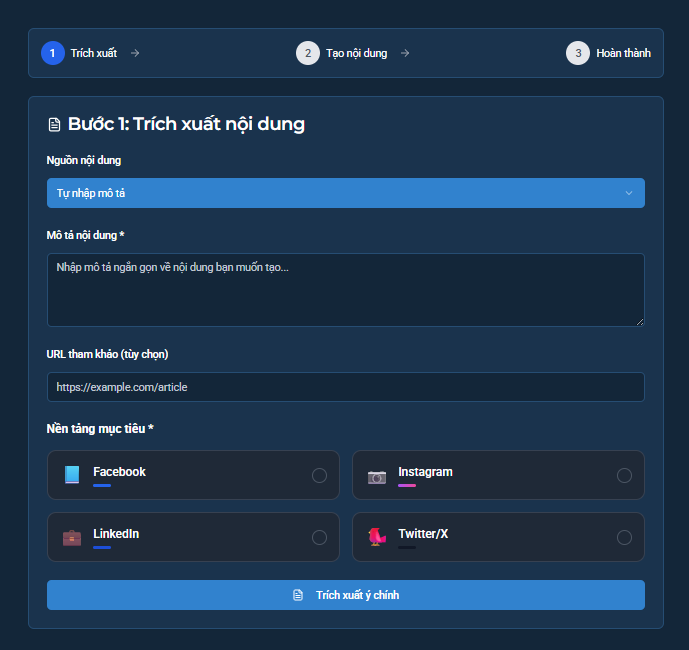 1 Trích xuất → 2 Tạo nội dung → 3 Hoàn thành
Bước 1: Trích xuất nội dung
Nguồn nội dung
Tự nhập mô tả
Mô tả nội dung *
Nhập mô tả ngắn gọn về nội dung bạn muốn tạo...
URL tham khảo (tùy chọn)
https://example.com/article
Nền tảng mục tiêu *
Facebook
Instagram
LinkedIn
Twitter/X
Trích xuất ý chính